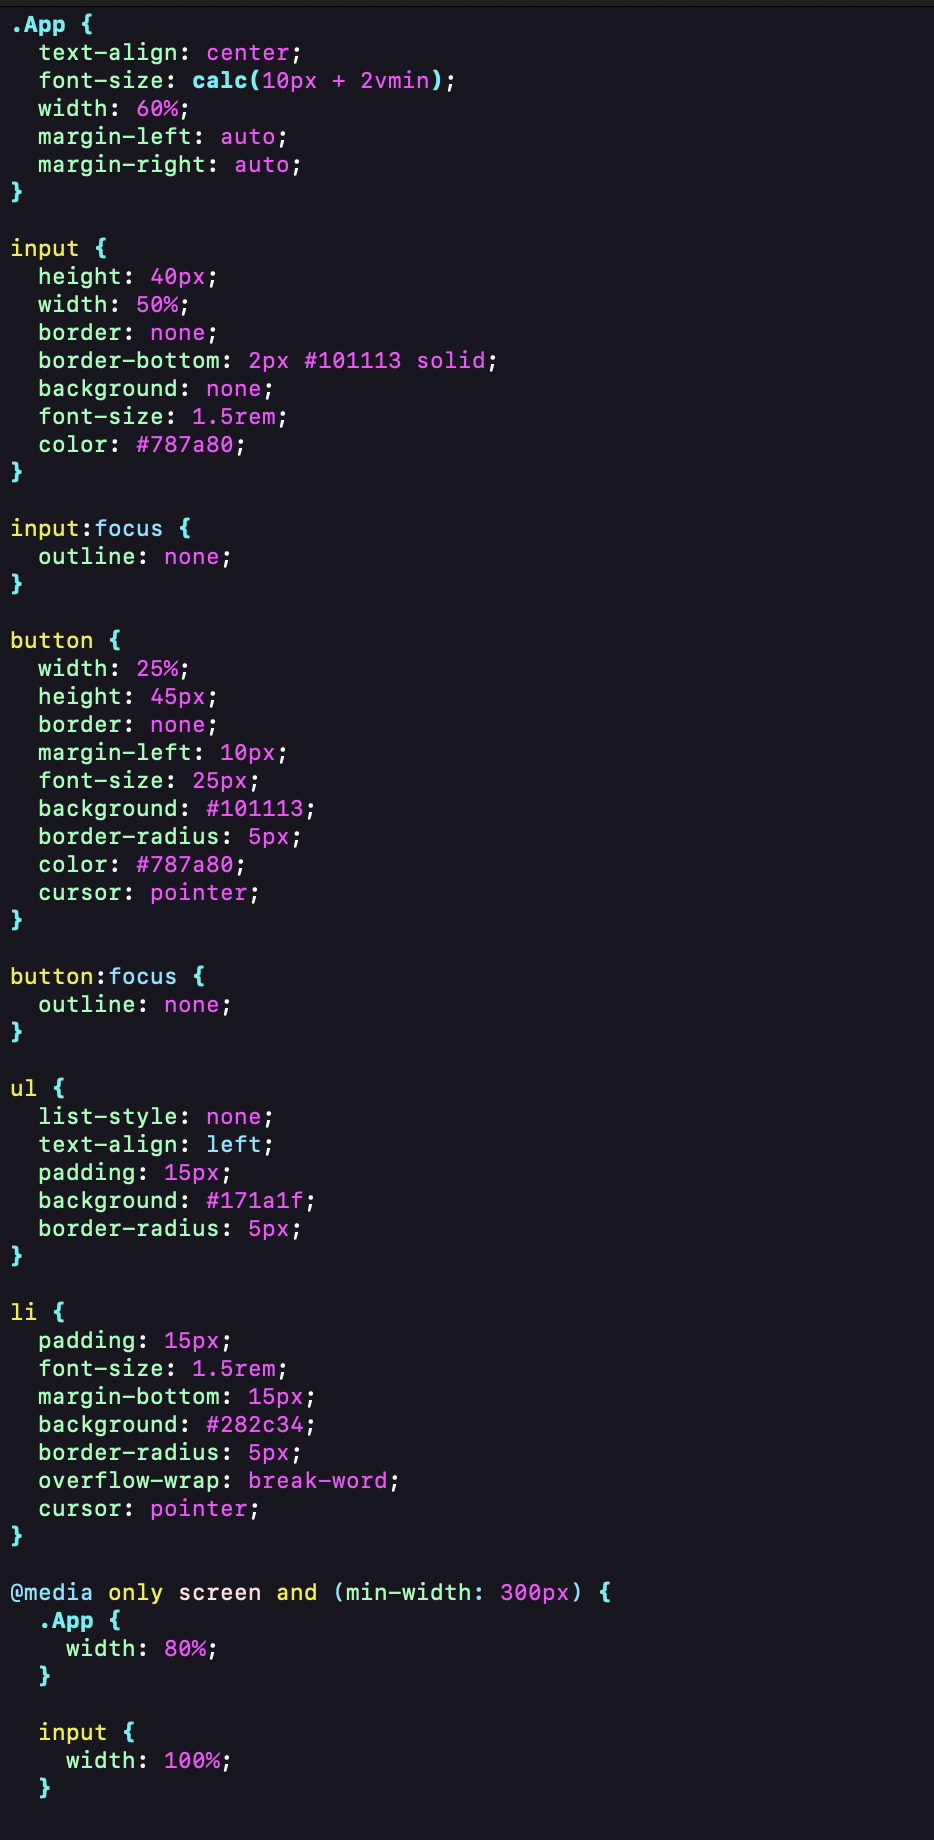 .App {
  text-align: center;
  font-size: calc(10px + 2vmin);
  width: 60%;
  margin-left: auto;
  margin-right: auto;
}

input {
  height: 40px;
  width: 50%;
  border: none;
  border-bottom: 2px #101113 solid;
  background: none;
  font-size: 1.5rem;
  color: #787a80;
}

input:focus {
  outline: none;
}

button {
  width: 25%;
  height: 45px;
  border: none;
  margin-left: 10px;
  font-size: 25px;
  background: #101113;
  border-radius: 5px;
  color: #787a80;
  cursor: pointer;
}

button:focus {
  outline: none;
}

ul {
  list-style: none;
  text-align: left;
  padding: 15px;
  background: #171a1f;
  border-radius: 5px;
}

li {
  padding: 15px;
  font-size: 1.5rem;
  margin-bottom: 15px;
  background: #282c34;
  border-radius: 5px;
  overflow-wrap: break-word;
  cursor: pointer;
}

@media only screen and (min-width: 300px) {
  .App {
    width: 80%;
  }

  input {
    width: 100%;
  }